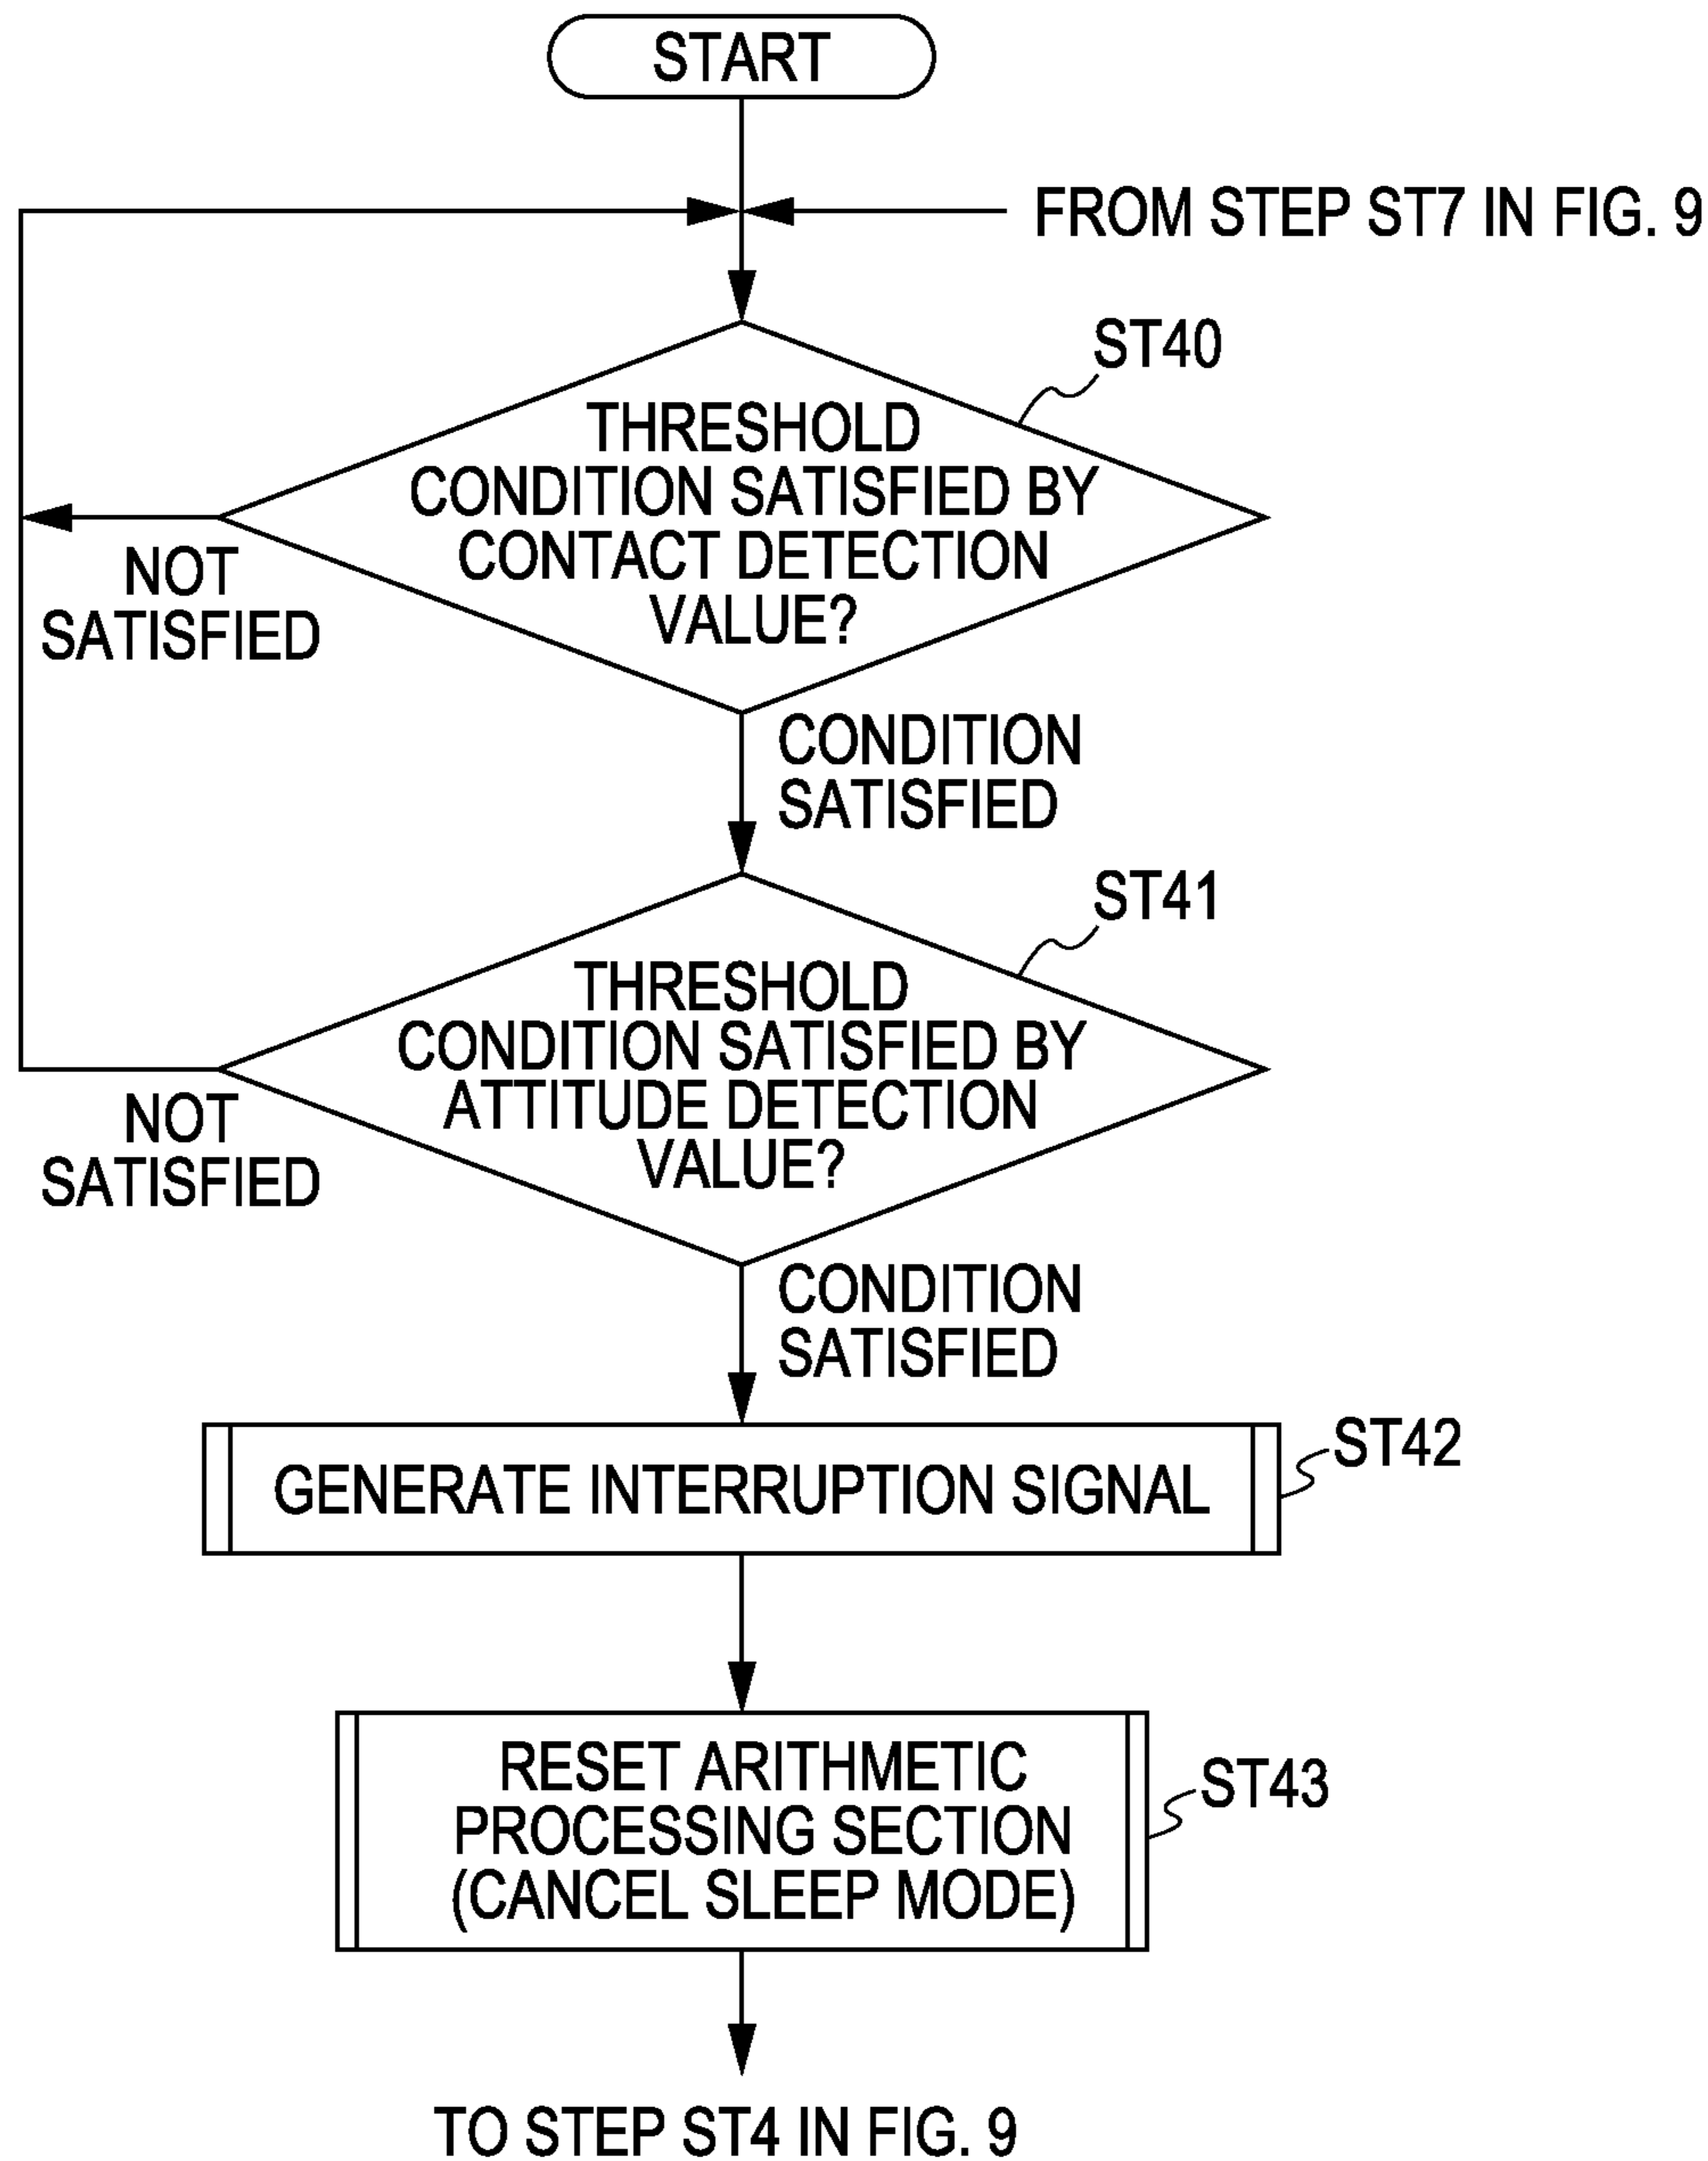 START
FROM STEP ST7 IN FIG. 9
ST40
THRESHOLD
CONDITION SATISFIED BY
CONTACT DETECTION
VALUE?
NOT
SATISFIED
CONDITION
SATISFIED
ST41
THRESHOLD
CONDITION SATISFIED BY
ATTITUDE DETECTION
VALUE?
NOT
SATISFIED
CONDITION
SATISFIED
ST42
GENERATE INTERRUPTION SIGNAL
RESET ARITHMETIC
PROCESSING SECTION
(CANCEL SLEEP MODE)
ST43
TO STEP ST4 IN FIG. 9